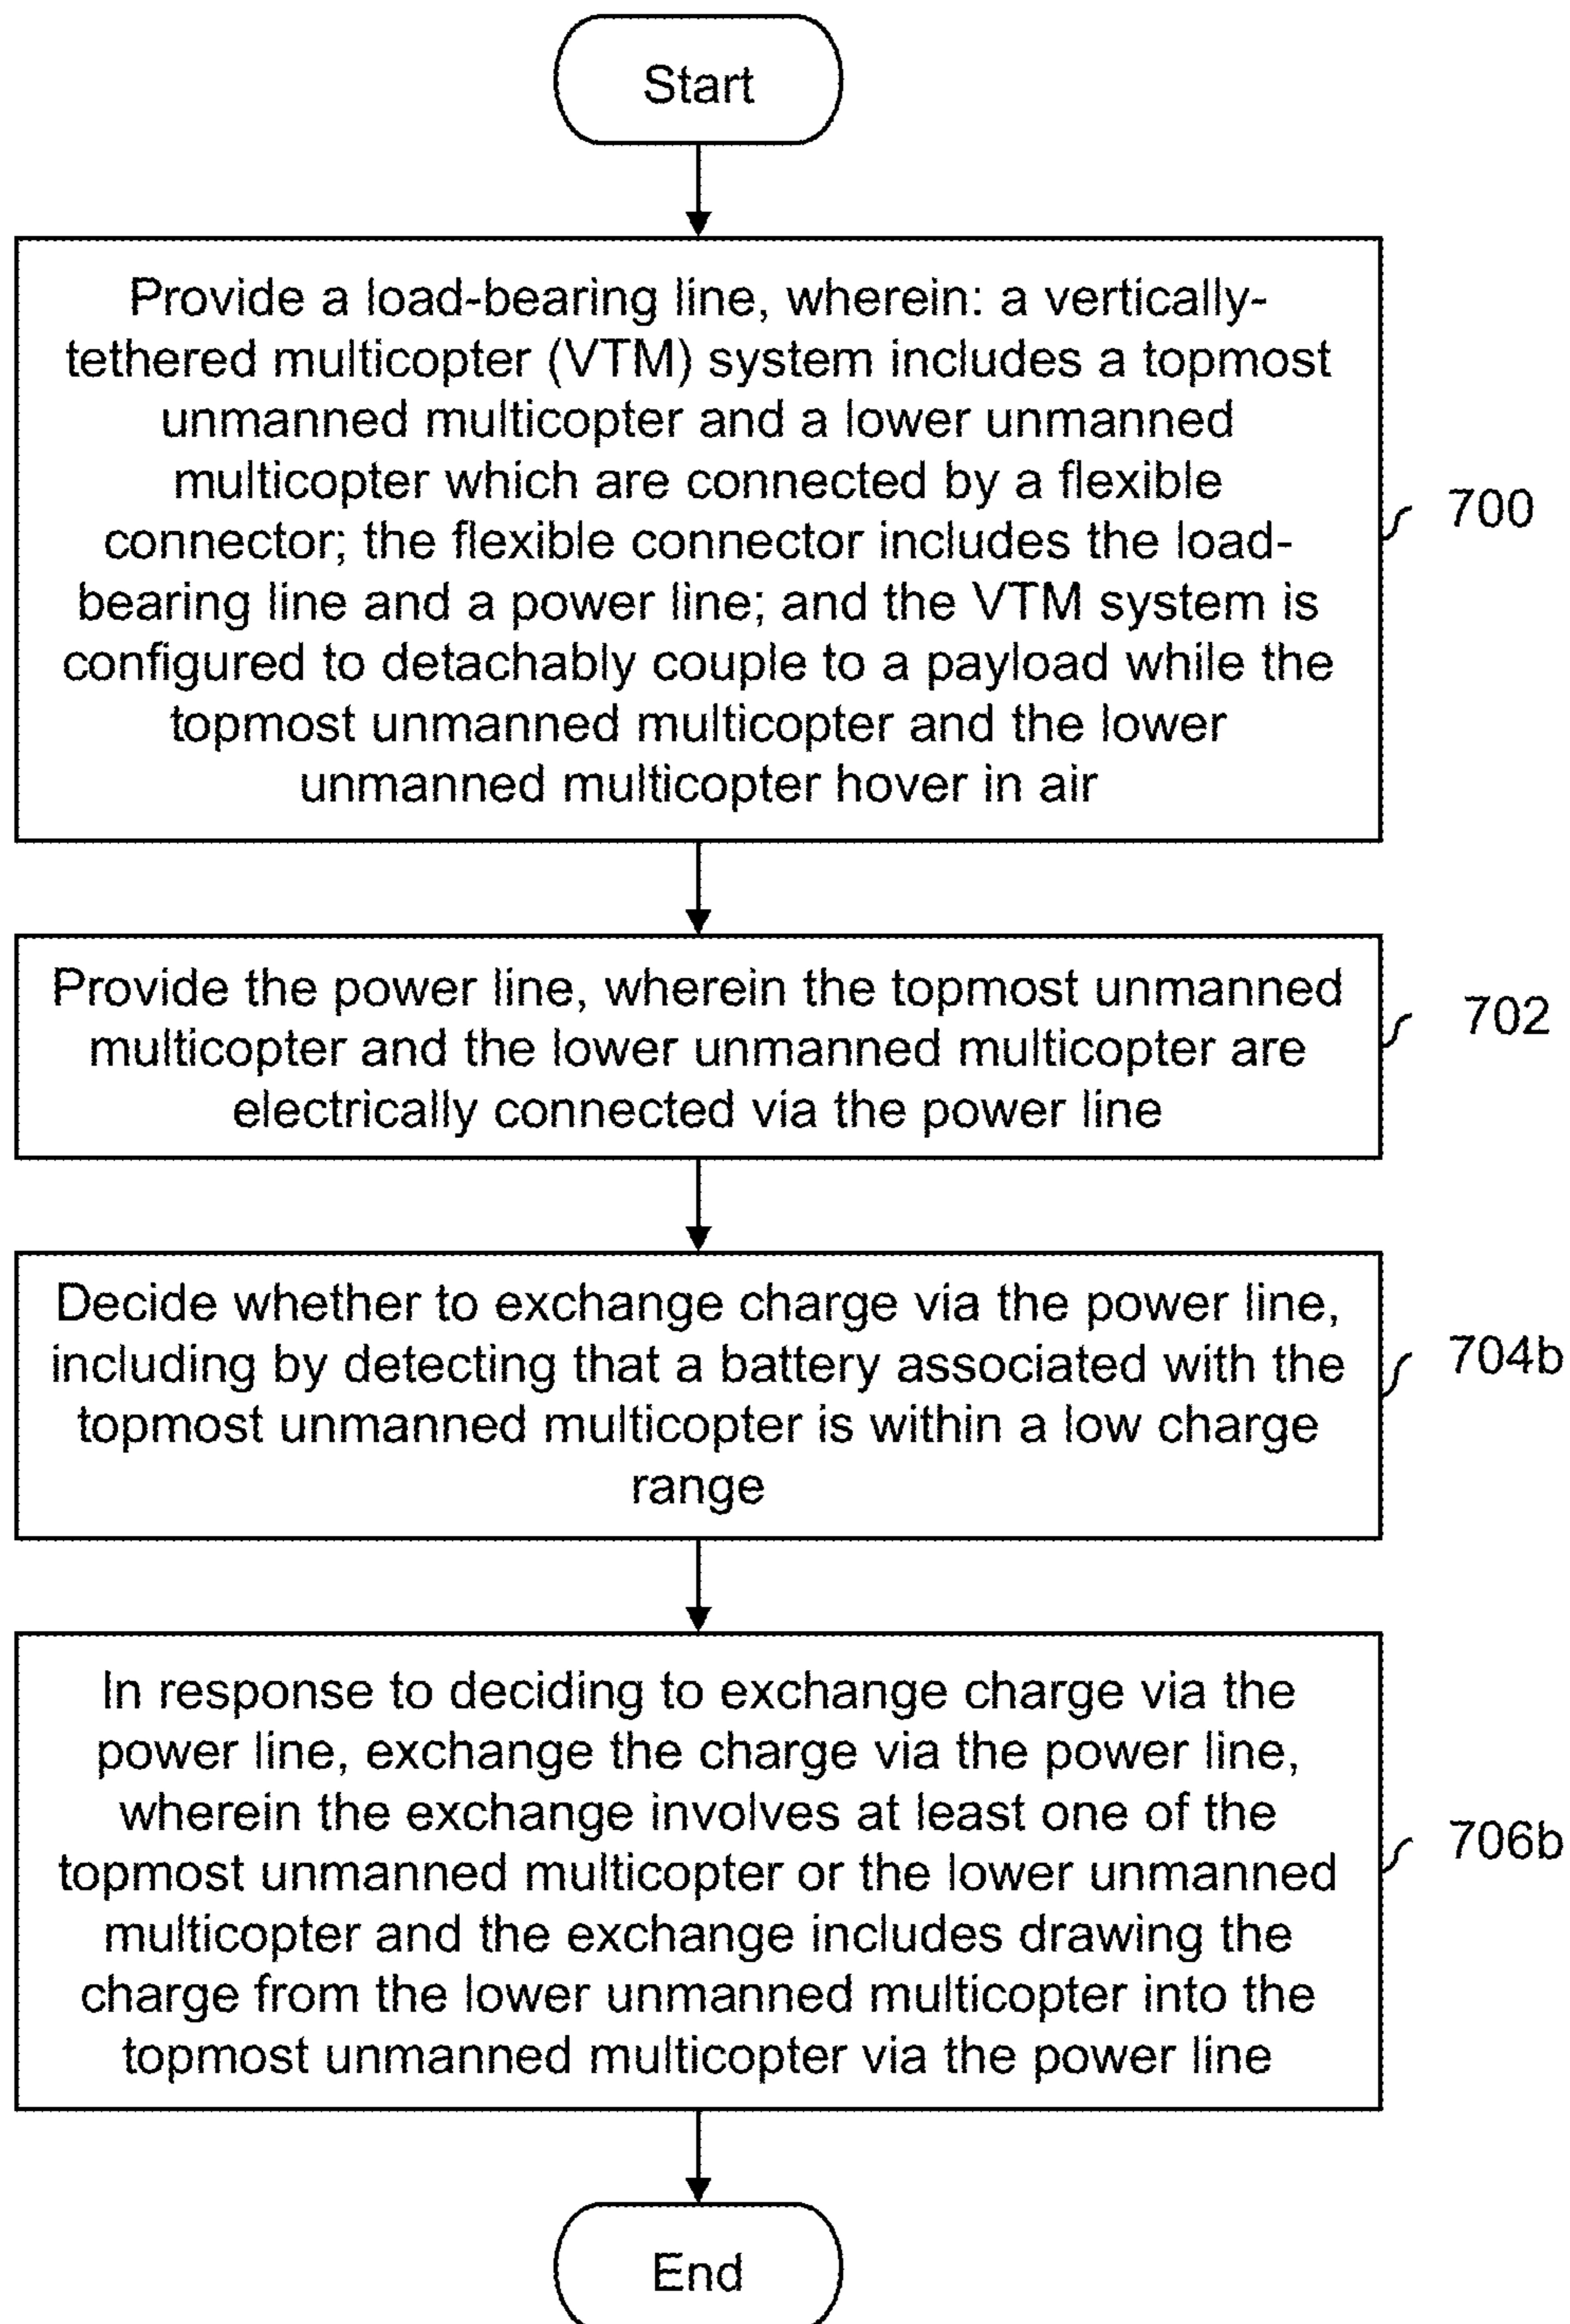 Start
Provide a load-bearing line, wherein: a vertically-
tethered multicopter (VTM) system includes a topmost
unmanned multicopter and a lower unmanned
multicopter which are connected by a flexible
connector; the flexible connector includes the load-
bearing line and a power line; and the VTM system is
configured to detachably couple to a payload while the
topmost unmanned multicopter and the lower
unmanned multicopter hover in air
700
Provide the power line, wherein the topmost unmanned
multicopter and the lower unmanned multicopter are
electrically connected via the power line
702
Decide whether to exchange charge via the power line,
including by detecting that a battery associated with the
topmost unmanned multicopter is within a low charge
range
704b
In response to deciding to exchange charge via the
power line, exchange the charge via the power line,
wherein the exchange involves at least one of the
topmost unmanned multicopter or the lower unmanned
multicopter and the exchange includes drawing the
charge from the lower unmanned multicopter into the
topmost unmanned multicopter via the power line
706b
End